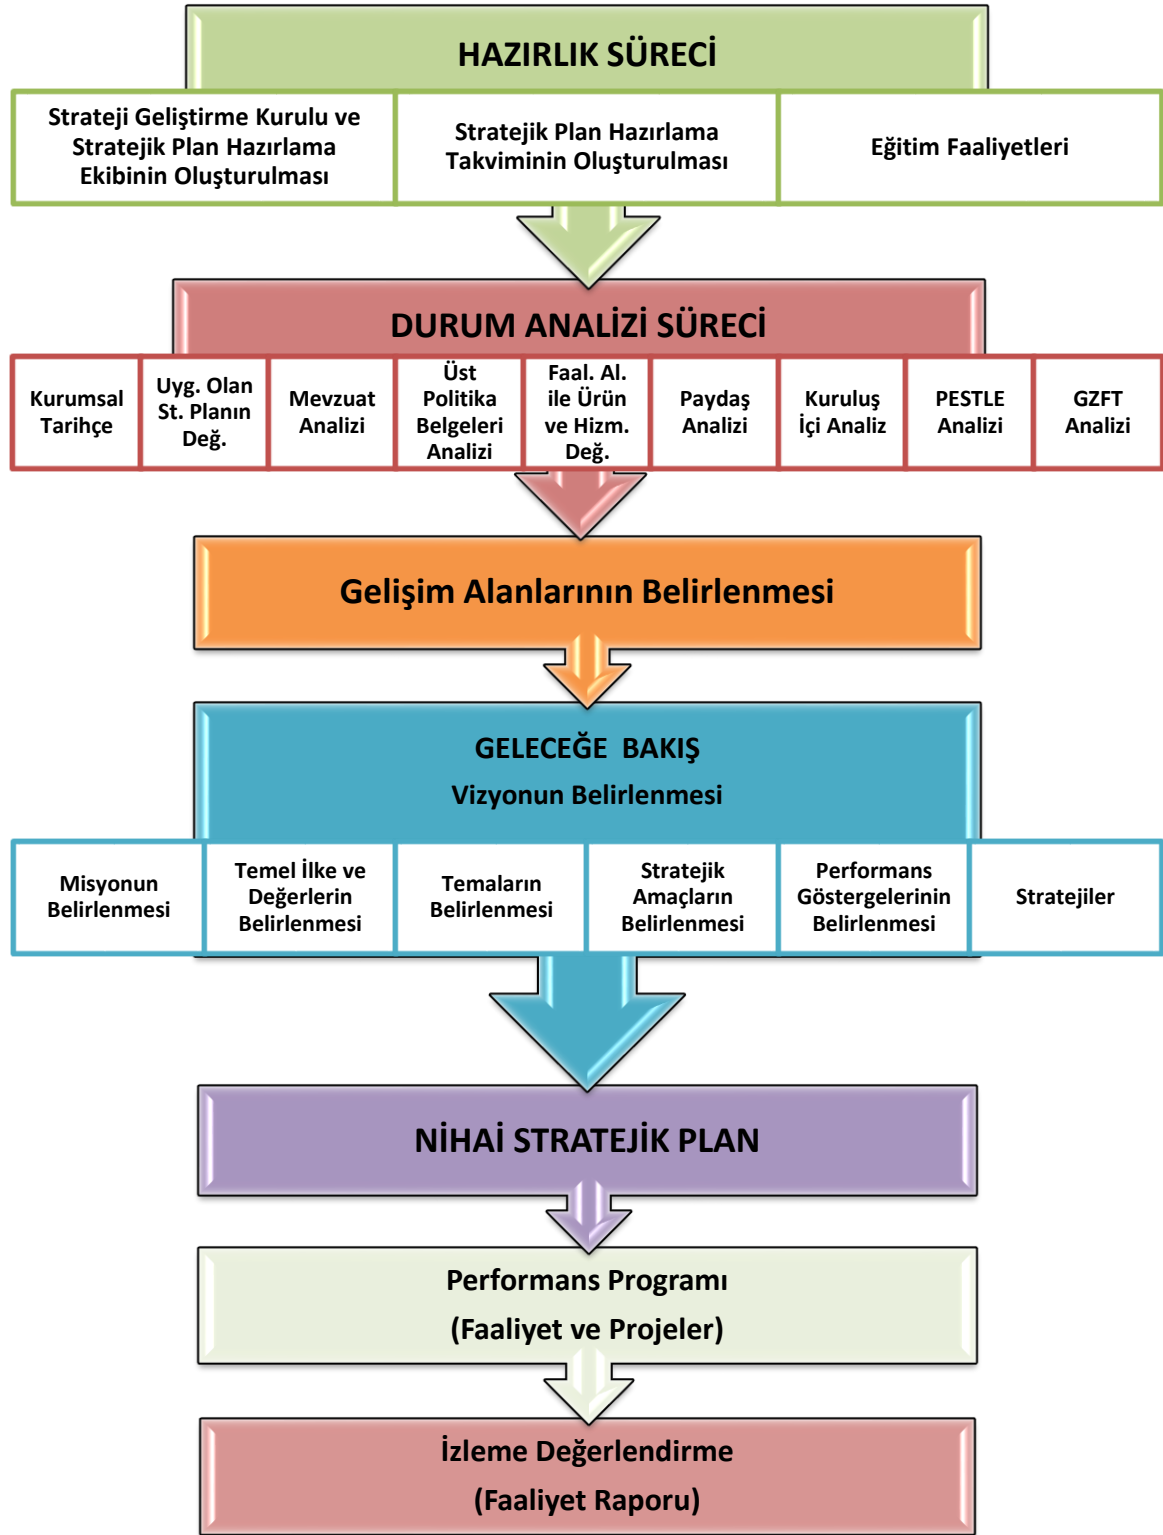 HAZIRLIK SÜRECİ
Strateji Geliştirme Kurulu ve
Stratejik Plan Hazırlama
Ekibinin Oluşturulması
Stratejik Plan Hazırlama
Takviminin Oluşturulması
Eğitim Faaliyetleri
DURUM ANALİZİ SÜRECİ
Kurumsal
Tarihçe
Uyg. Olan
St. Planın
Değ.
Mevzuat
Analizi
Üst
Politika
Belgeleri
Analizi
Faal. Al.
ile Ürün
ve Hizm.
Değ.
Paydaş
Analizi
Kuruluş
İçi Analiz
PESTLE
Analizi
GZFT
Analizi
Gelişim Alanlarının Belirlenmesi
GELECEĞE  BAKIŞ
Vizyonun Belirlenmesi
Misyonun
Belirlenmesi
Temel İlke ve
Değerlerin
Belirlenmesi
Temaların
Belirlenmesi
Stratejik
Amaçların
Belirlenmesi
Performans
Göstergelerinin
Belirlenmesi
Stratejiler
NİHAİ STRATEJİK PLAN
Performans Programı
(Faaliyet ve Projeler)
İzleme Değerlendirme
(Faaliyet Raporu)